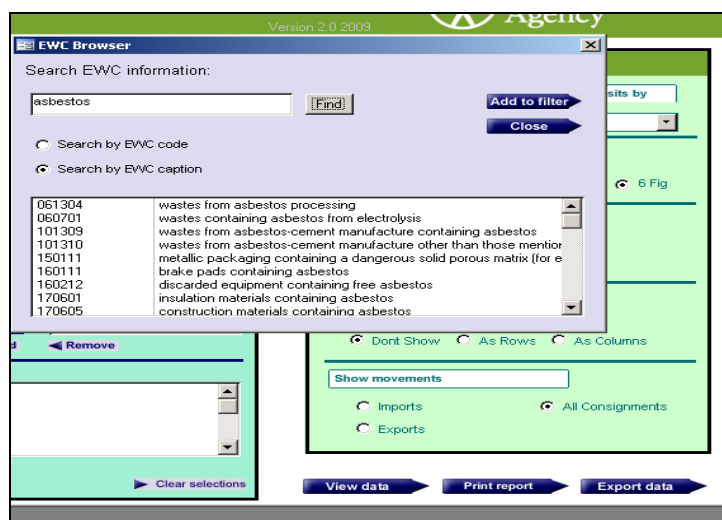 Version 2.0 2009
Agency
EWC Browser
Search EWC information:
asbestos
Find
Add to filter
Close
Search by EWC code
Search by EWC caption
061304 wastes from asbestos processing
060701 wastes containing asbestos from electrolysis
101309 wastes from asbestos-cement manufacture containing asbestos
101310 wastes from asbestos-cement manufacture other than those mention
150111 metallic packaging containing a dangerous solid porous matrix (for e
160111 brake pads containing asbestos
160212 discarded equipment containing free asbestos
170601 insulation materials containing asbestos
170605 construction materials containing asbestos
sits by
6 Fig
Remove
Dont Show As Rows As Columns
Show movements
Imports All Consignments
Exports
Clear selections
View data Print report Export data